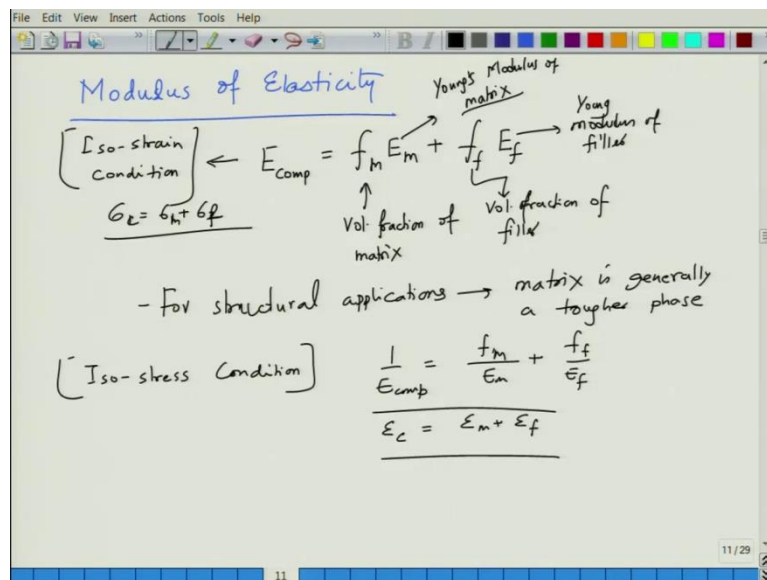 File Edit View Insert Actions Tools Help
B I
Modulus of Elasticity
Young's Modulus of
matrix
Young
modulus of
filler
[Iso-strain
condition] ← E_comp = f_m E_m + f_f E_f
σ_c = σ_m + σ_f
Vol. fraction of
matrix
Vol. fraction of
filler
- For structural applications → matrix is generally
a tougher phase
[Iso-stress Condition]
1/E_comp = f_m/E_m + f_f/E_f
ε_c = ε_m + ε_f
11/29
11